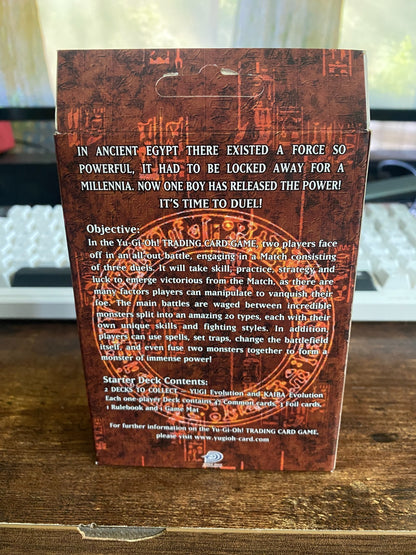 IN ANCIENT EGYPT THERE EXISTED A FORCE SO
POWERFUL, IT HAD TO BE LOCKED AWAY FOR A
MILLENNIA. NOW ONE BOY HAS RELEASED THE POWER!
IT'S TIME TO DUEL!
Objective:
In the Yu-Gi-Oh! TRADING CARD GAME, two players face
off in an all out battle, engaging in a Match consisting
of three duels. It will take skill, practice, strategy, and
luck to emerge victorious from the Match, as there are
many factors players can manipulate to vanquish their
foe. The main battles are waged between incredible
monsters split into an amazing 20 types, each with their
own unique skills and fighting styles. In addition,
players can use spells, set traps, change the battlefield
itself, and even fuse two monsters together to form a
monster of immense power!
Starter Deck Contents:
2 DECKS TO COLLECT – YUGI Evolution and KAIBA Evolution
Each one-player Deck contains 47 Common cards, 3 Foil cards,
1 Rulebook and 1 Game Mat
For further information on the Yu-Gi-Oh! TRADING CARD GAME,
please visit www.yugioh-card.com